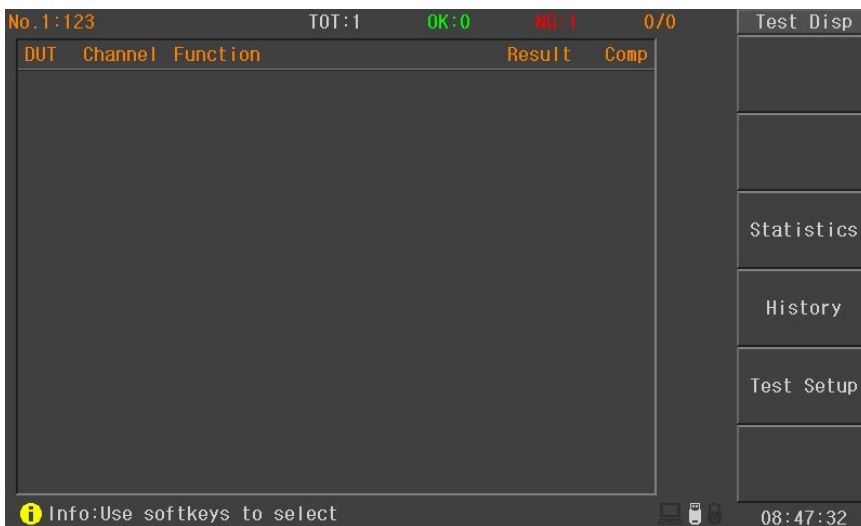 No.1:123 TOT:1 OK:0 NG:1 0/0 Test Disp
DUT Channel Function Result Comp
Statistics
History
Test Setup
Info:Use softkeys to select
08:47:32